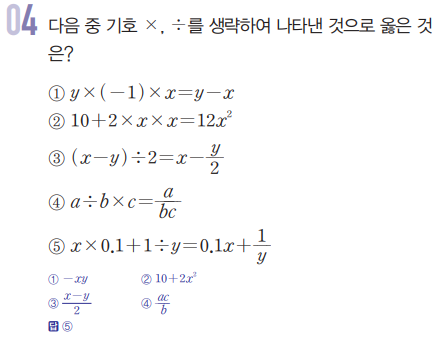 04 다음 중 기호 ×, ÷를 생략하여 나타낸 것으로 옳은 것
은?
① y×(−1)×x=y−x
② 10+2×x×x=12x²
③ (x−y)÷2=x−y/2
④ a÷b×c=a/bc
⑤ x×0.1+1÷y=0.1x+1/y
① −xy ② 10+2x²
③ x−y/2 ④ ac/b
답 ⑤